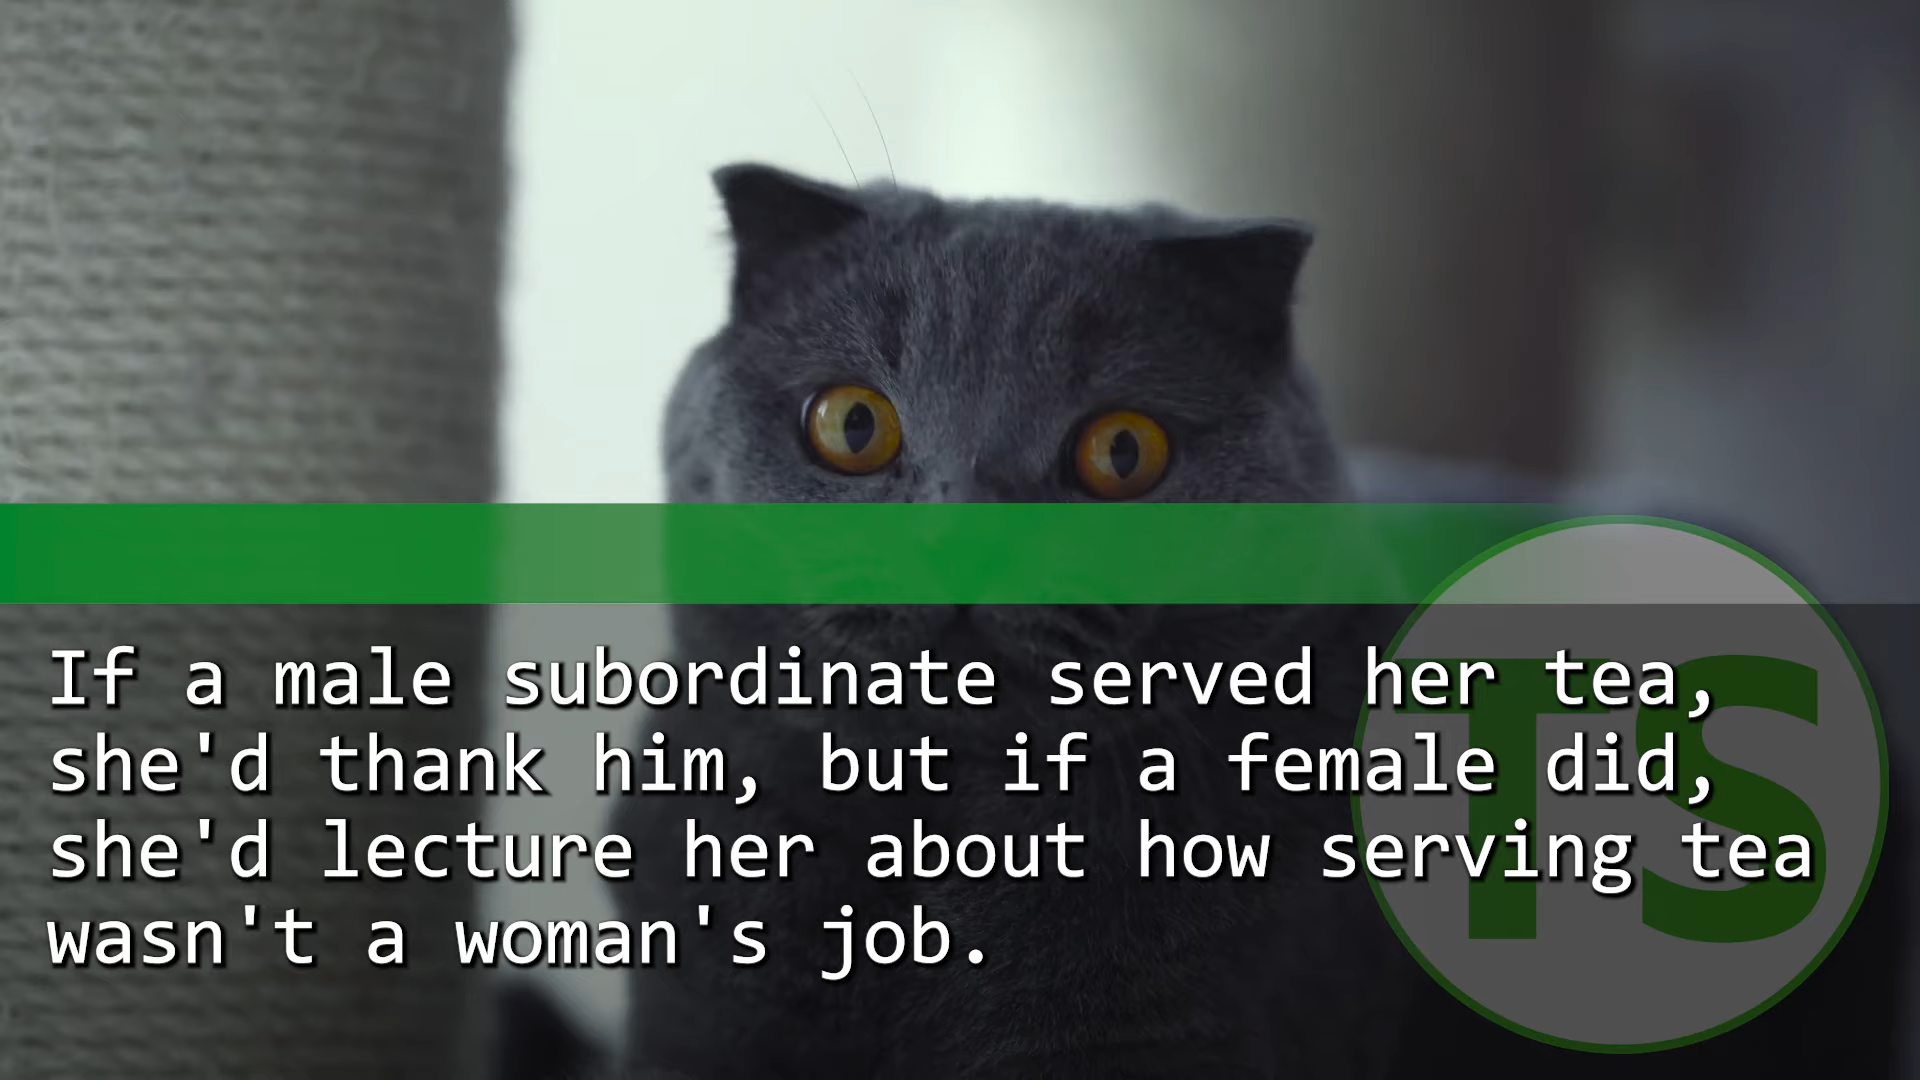 If a male subordinate served her tea,
she'd thank him, but if a female did,
she'd lecture her about how serving tea
wasn't a woman's job.
TS